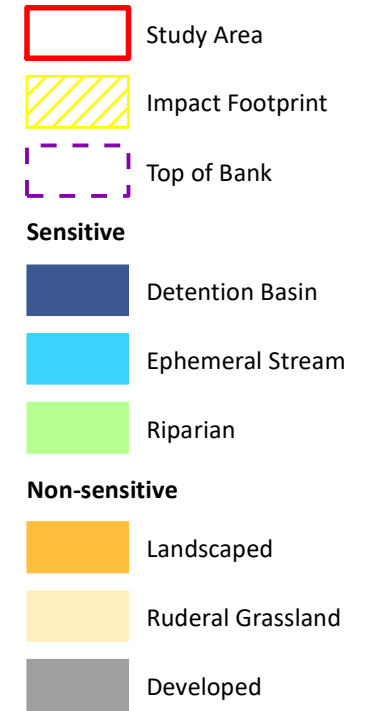 Study Area
Impact Footprint
Top of Bank
Sensitive
Detention Basin
Ephemeral Stream
Riparian
Non-sensitive
Landscaped
Ruderal Grassland
Developed